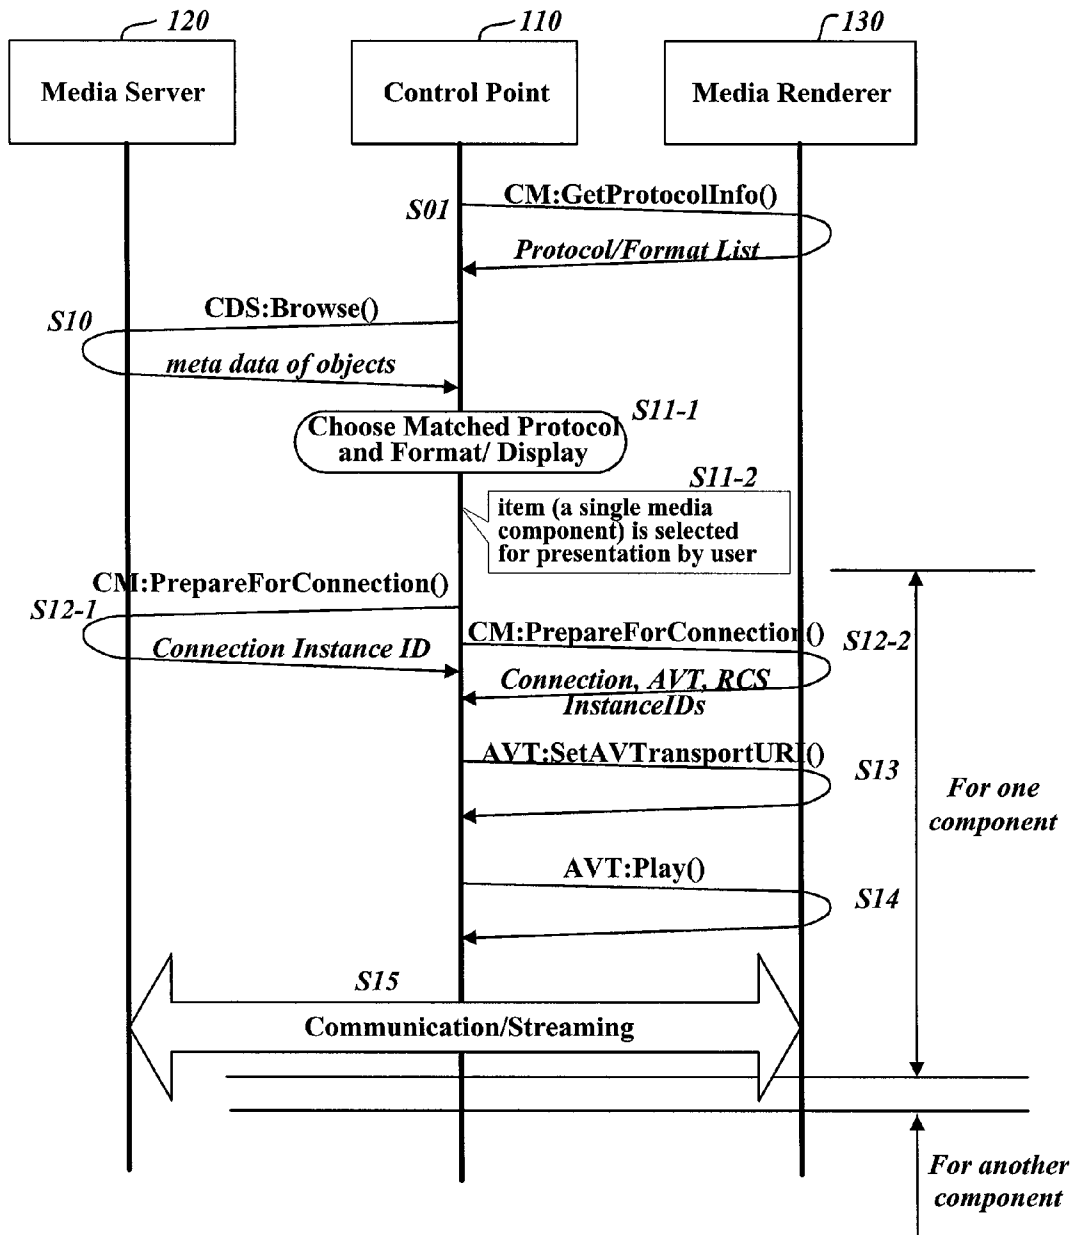 120
110
130
Media Server
Control Point
Media Renderer
CM:GetProtocolInfo()
S01
Protocol/Format List
CDS:Browse()
S10
meta data of objects
S11-1
Choose Matched Protocol
and Format/ Display
S11-2
item (a single media
component) is selected
for presentation by user
CM:PrepareForConnection()
S12-1
CM:PrepareForConnection()
S12-2
Connection Instance ID
Connection, AVT, RCS
InstanceIDs
AVT:SetAVTransportURI()
S13
For one
component
AVT:Play()
S14
S15
Communication/Streaming
For another
component